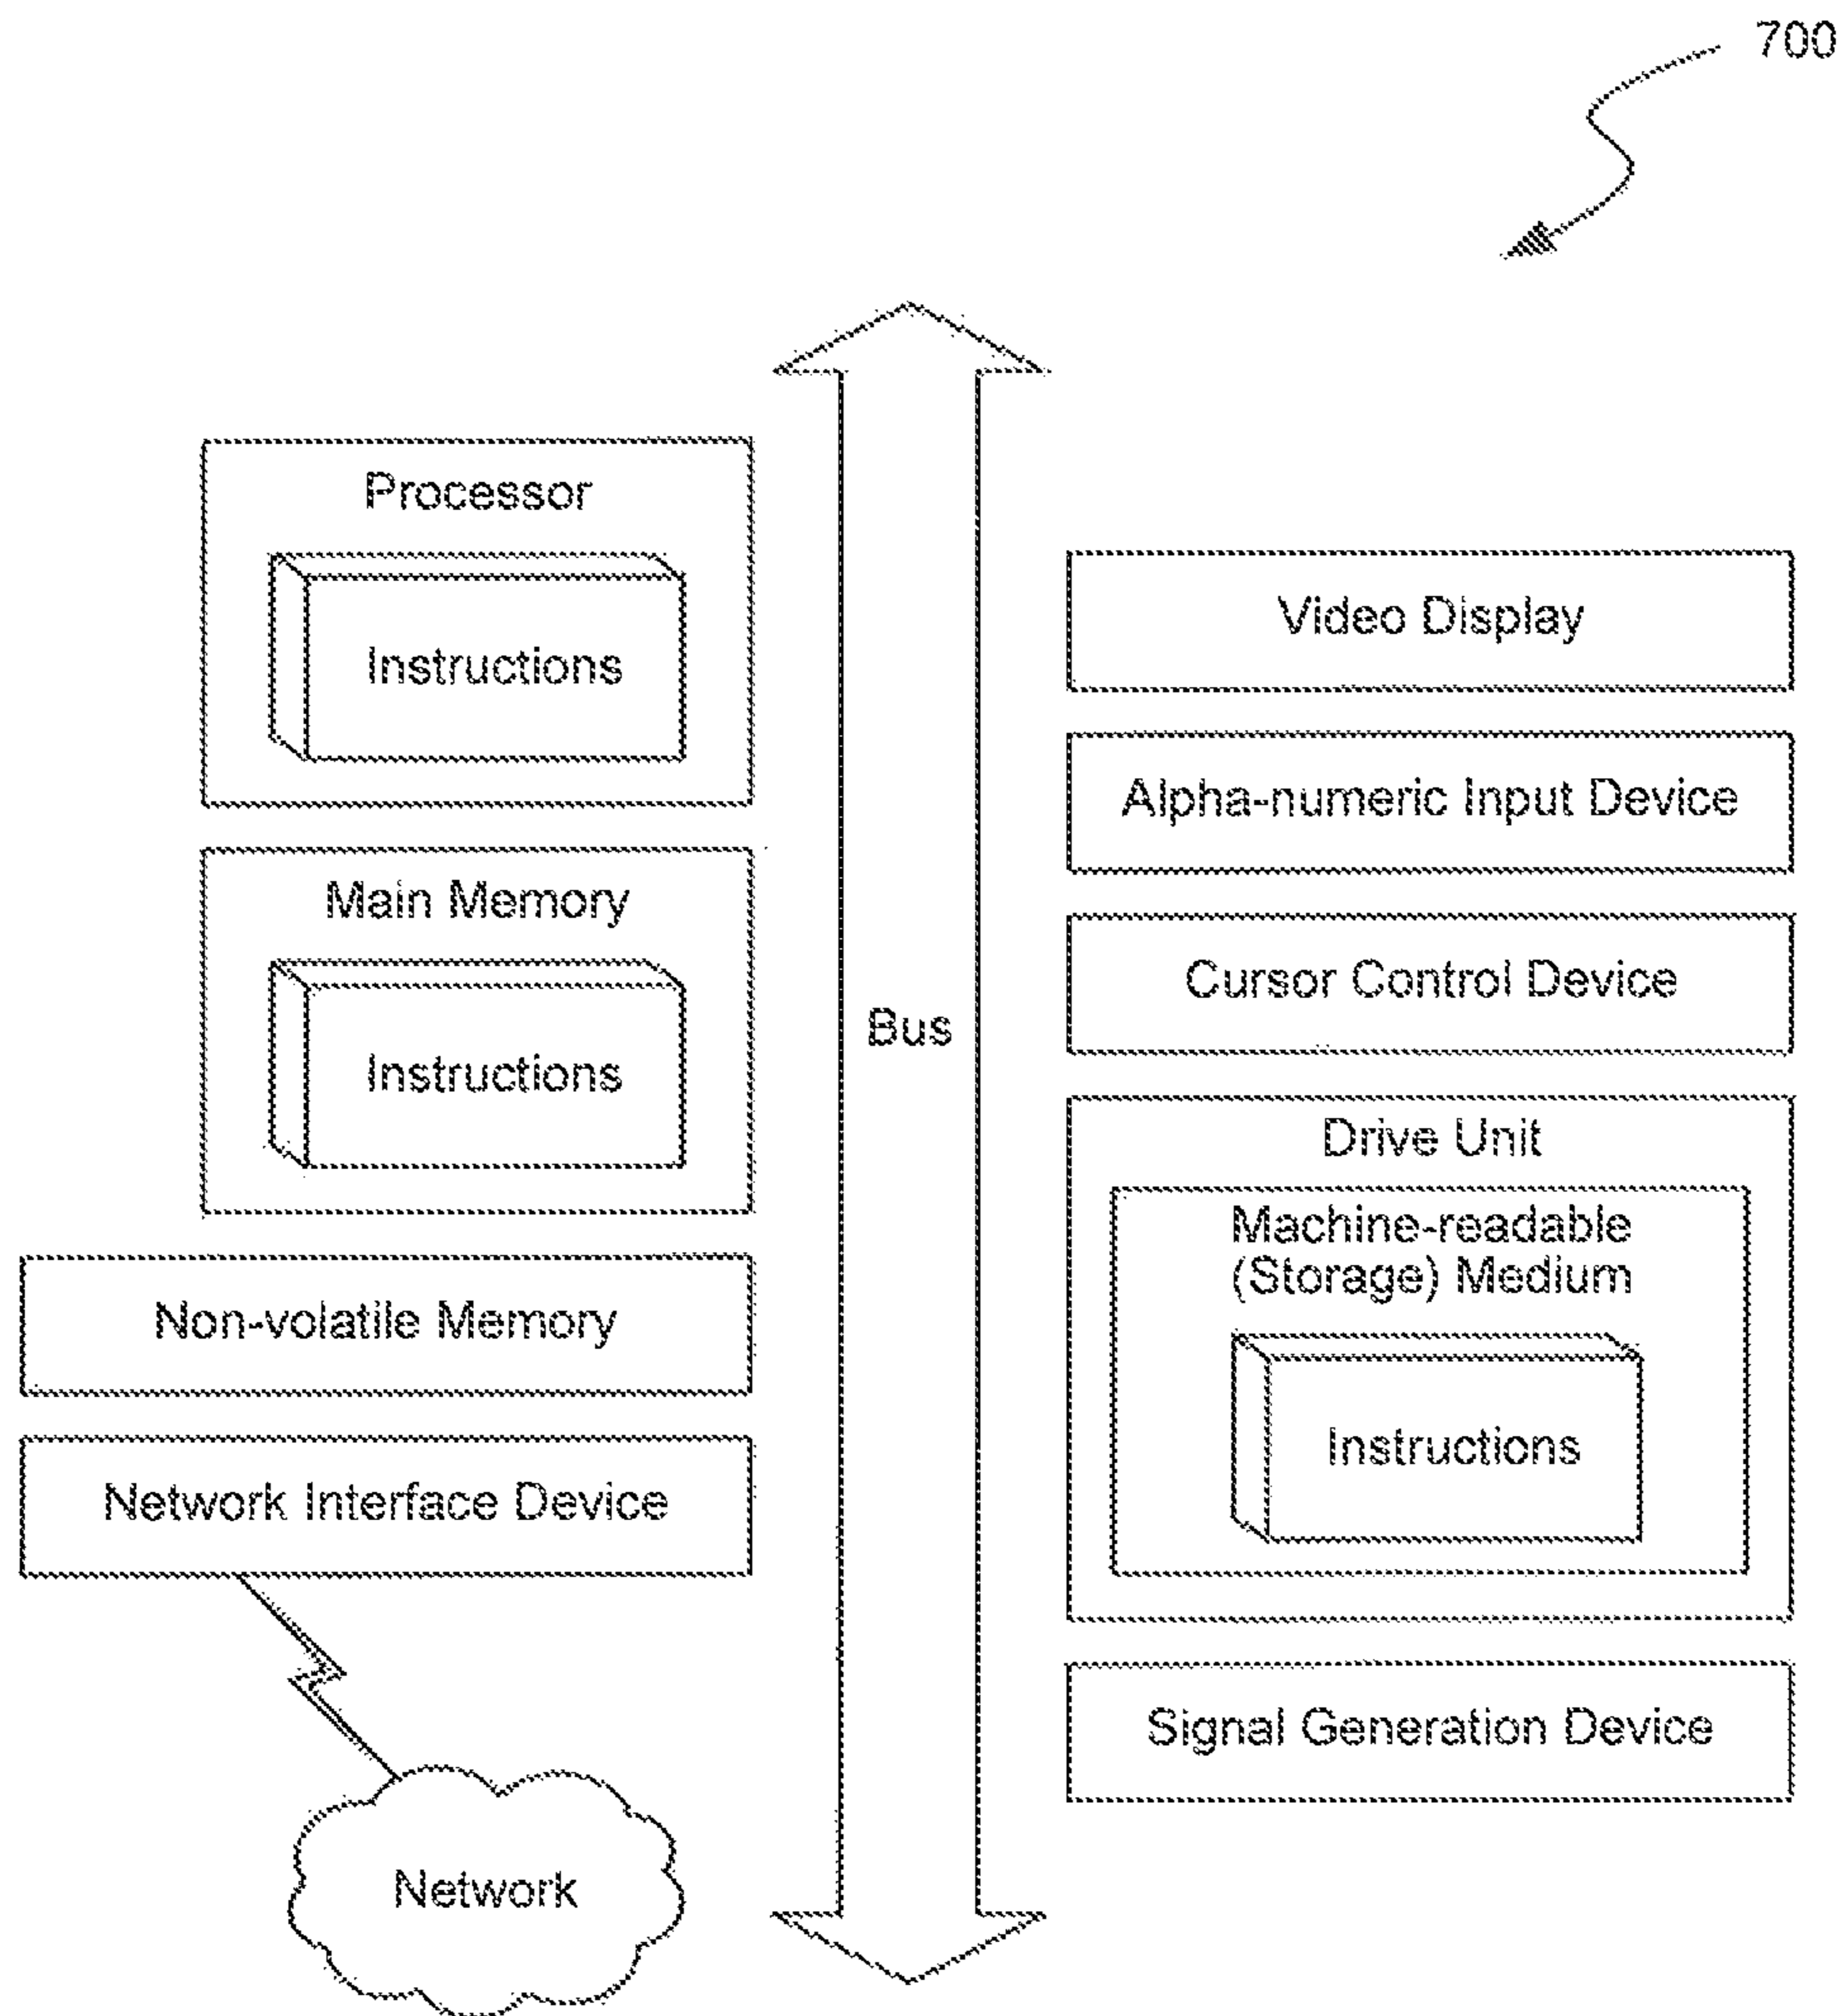 700
Processor
Instructions
Main Memory
Instructions
Non-volatile Memory
Network Interface Device
Network
Bus
Video Display
Alpha-numeric Input Device
Cursor Control Device
Drive Unit
Machine-readable
(Storage) Medium
Instructions
Signal Generation Device